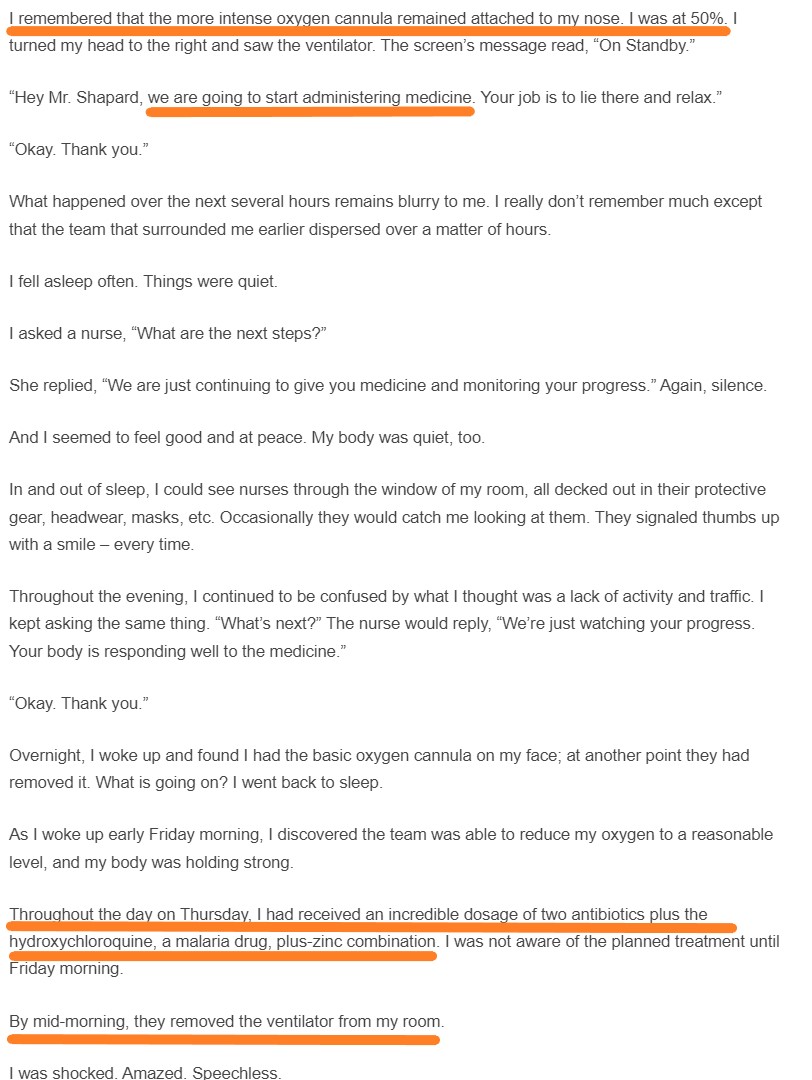 I remembered that the more intense oxygen cannula remained attached to my nose. I was at 50%. I
turned my head to the right and saw the ventilator. The screen’s message read, “On Standby.”
“Hey Mr. Shapard, we are going to start administering medicine. Your job is to lie there and relax.”
“Okay. Thank you.”
What happened over the next several hours remains blurry to me. I really don’t remember much except
that the team that surrounded me earlier dispersed over a matter of hours.
I fell asleep often. Things were quiet.
I asked a nurse, “What are the next steps?”
She replied, “We are just continuing to give you medicine and monitoring your progress.” Again, silence.
And I seemed to feel good and at peace. My body was quiet, too.
In and out of sleep, I could see nurses through the window of my room, all decked out in their protective
gear, headwear, masks, etc. Occasionally they would catch me looking at them. They signaled thumbs up
with a smile – every time.
Throughout the evening, I continued to be confused by what I thought was a lack of activity and traffic. I
kept asking the same thing. “What’s next?” The nurse would reply, “We’re just watching your progress.
Your body is responding well to the medicine.”
“Okay. Thank you.”
Overnight, I woke up and found I had the basic oxygen cannula on my face; at another point they had
removed it. What is going on? I went back to sleep.
As I woke up early Friday morning, I discovered the team was able to reduce my oxygen to a reasonable
level, and my body was holding strong.
Throughout the day on Thursday, I had received an incredible dosage of two antibiotics plus the
hydroxychloroquine, a malaria drug, plus-zinc combination. I was not aware of the planned treatment until
Friday morning.
By mid-morning, they removed the ventilator from my room.
I was shocked. Amazed. Speechless.